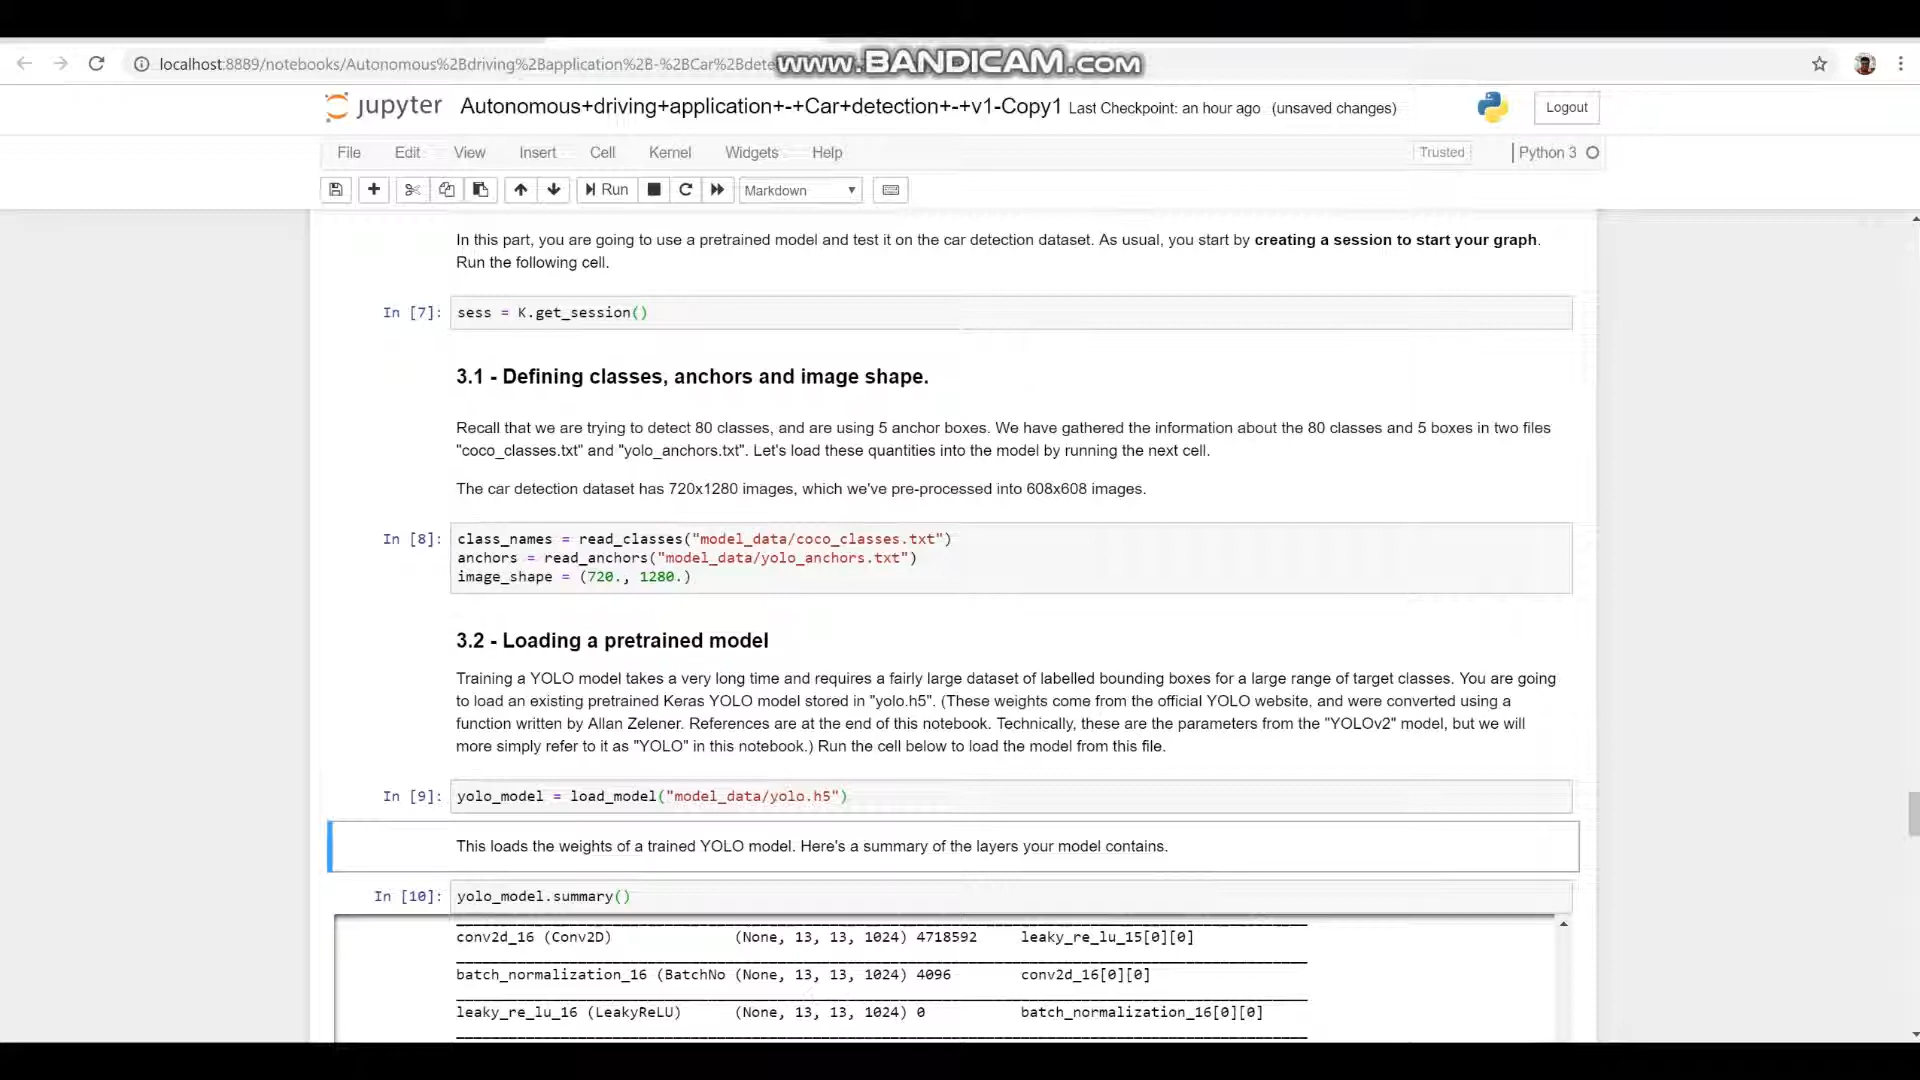 www.BANDICAM.com
localhost:8889/notebooks/Autonomous%2Bdriving%2Bapplication%2B-%2BCar%2Bdete
jupyter Autonomous+driving+application+-+Car+detection+-+v1-Copy1 Last Checkpoint: an hour ago (unsaved changes) Logout
File Edit View Insert Cell Kernel Widgets Help Trusted Python 3
Run Markdown
In this part, you are going to use a pretrained model and test it on the car detection dataset. As usual, you start by creating a session to start your graph.
Run the following cell.
In [7]: sess = K.get_session()
3.1 - Defining classes, anchors and image shape.
Recall that we are trying to detect 80 classes, and are using 5 anchor boxes. We have gathered the information about the 80 classes and 5 boxes in two files
"coco_classes.txt" and "yolo_anchors.txt". Let's load these quantities into the model by running the next cell.
The car detection dataset has 720x1280 images, which we've pre-processed into 608x608 images.
In [8]: class_names = read_classes("model_data/coco_classes.txt")
anchors = read_anchors("model_data/yolo_anchors.txt")
image_shape = (720., 1280.)
3.2 - Loading a pretrained model
Training a YOLO model takes a very long time and requires a fairly large dataset of labelled bounding boxes for a large range of target classes. You are going
to load an existing pretrained Keras YOLO model stored in "yolo.h5". (These weights come from the official YOLO website, and were converted using a
function written by Allan Zelener. References are at the end of this notebook. Technically, these are the parameters from the "YOLOv2" model, but we will
more simply refer to it as "YOLO" in this notebook.) Run the cell below to load the model from this file.
In [9]: yolo_model = load_model("model_data/yolo.h5")
This loads the weights of a trained YOLO model. Here's a summary of the layers your model contains.
In [10]: yolo_model.summary()
conv2d_16 (Conv2D) (None, 13, 13, 1024) 4718592 leaky_re_lu_15[0][0]
batch_normalization_16 (BatchNo (None, 13, 13, 1024) 4096 conv2d_16[0][0]
leaky_re_lu_16 (LeakyReLU) (None, 13, 13, 1024) 0 batch_normalization_16[0][0]